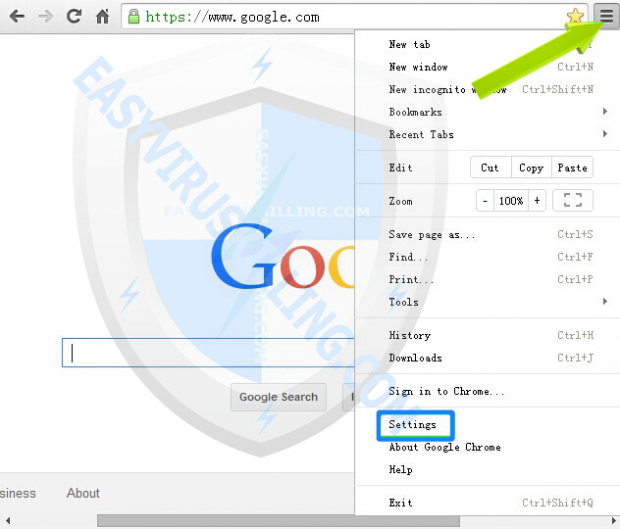 https://www.google.com
New tab
New window Ctrl+N
New incognito window Ctrl+Shift+N
Bookmarks
Recent Tabs
Edit Cut Copy Paste
Zoom - 100% +
Save page as... Ctrl+S
Find... Ctrl+F
Print... Ctrl+P
Tools
History Ctrl+H
Downloads Ctrl+J
Sign in to Chrome...
Settings
About Google Chrome
Help
Exit Ctrl+Shift+Q
Goo
Google Search
siness About
EASYVIRUSKILLING.COM